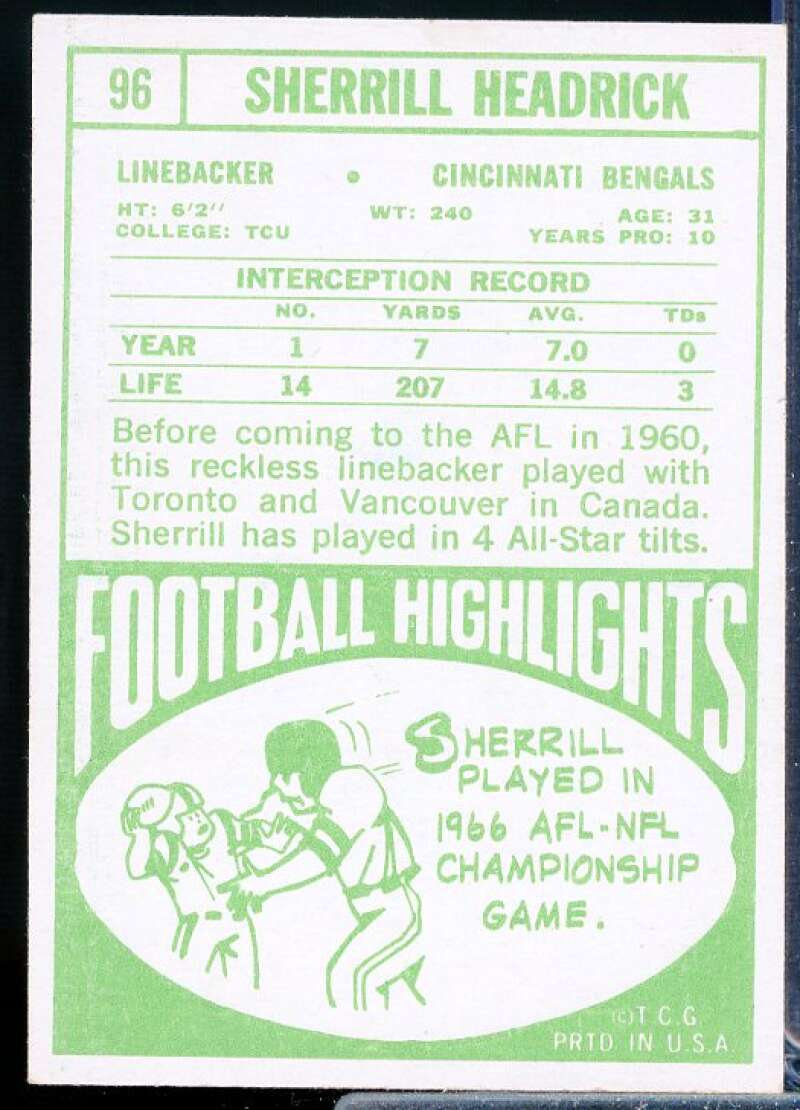 96 SHERRILL HEADRICK
LINEBACKER • CINCINNATI BENGALS
HT: 6'2'' WT: 240 AGE: 31
COLLEGE: TCU YEARS PRO: 10
INTERCEPTION RECORD
NO. YARDS AVG. TDs
YEAR 1 7 7.0 0
LIFE 14 207 14.8 3
Before coming to the AFL in 1960,
this reckless linebacker played with
Toronto and Vancouver in Canada.
Sherrill has played in 4 All-Star tilts.
FOOTBALL HIGHLIGHTS
SHERRILL
PLAYED IN
1966 AFL-NFL
CHAMPIONSHIP
GAME.
(C) T.C.G.
PRTD IN U.S.A.